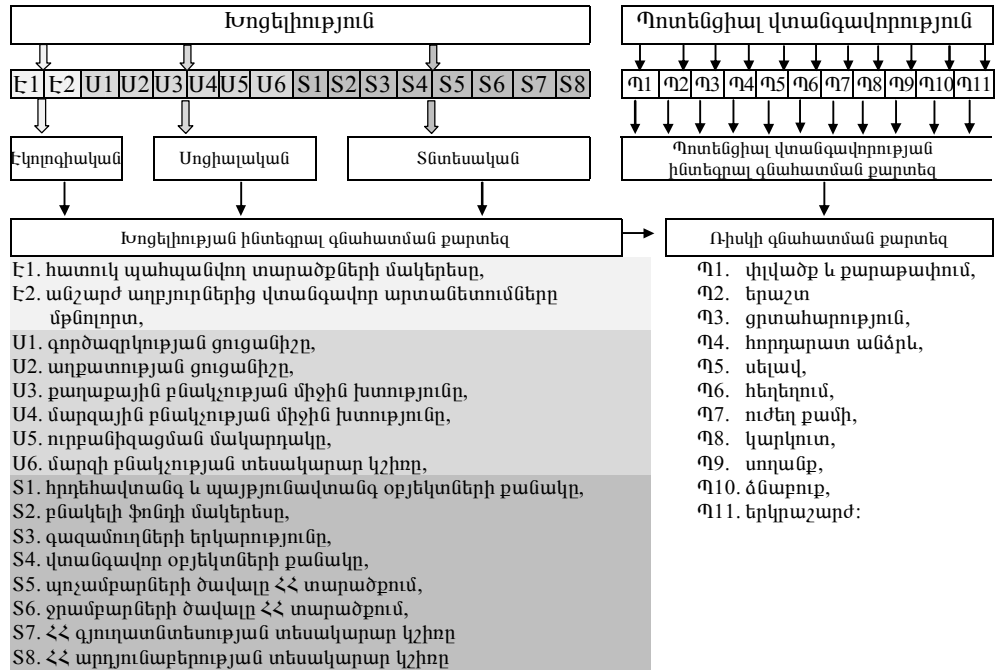 Խոցելիություն
Պոտենցիալ վտանգավորություն
Է1 Է2 Ս1 Ս2 Ս3 Ս4 Ս5 Ս6 Տ1 Տ2 Տ3 Տ4 Տ5 Տ6 Տ7 Տ8
Պ1 Պ2 Պ3 Պ4 Պ5 Պ6 Պ7 Պ8 Պ9 Պ10 Պ11
Էկոլոգիական
Սոցիալական
Տնտեսական
Պոտենցիալ վտանգավորության
ինտեգրալ գնահատման քարտեզ
Խոցելիության ինտեգրալ գնահատման քարտեզ
Ռիսկի գնահատման քարտեզ
Է1. հատուկ պահպանվող տարածքների մակերեսը,
Է2. անշարժ աղբյուրներից վտանգավոր արտանետումները
մթնոլորտ,
Ս1. գործազրկության ցուցանիշը,
Ս2. աղքատության ցուցանիշը,
Ս3. քաղաքային բնակչության միջին խտությունը,
Ս4. մարզային բնակչության միջին խտությունը,
Ս5. ուրբանիզացման մակարդակը,
Ս6. մարզի բնակչության տեսակարար կշիռը,
Տ1. հրդեհավտանգ և պայթյունավտանգ օբյեկտների քանակը,
Տ2. բնակելի ֆոնդի մակերեսը,
Տ3. գազամուղների երկարությունը,
Տ4. վտանգավոր օբյեկտների քանակը,
Տ5. պոչամբարների ծավալը ՀՀ տարածքում,
Տ6. ջրամբարների ծավալը ՀՀ տարածքում,
Տ7. ՀՀ գյուղատնտեսության տեսակարար կշիռը
Տ8. ՀՀ արդյունաբերության տեսակարար կշիռը
Պ1. փլվածք և քարաթափում,
Պ2. երաշտ
Պ3. ցրտահարություն,
Պ4. հորդառատ անձրև,
Պ5. սելավ,
Պ6. հեղեղում,
Պ7. ուժեղ քամի,
Պ8. կարկուտ,
Պ9. սողանք,
Պ10. ձնաբուք,
Պ11. երկրաշարժ: